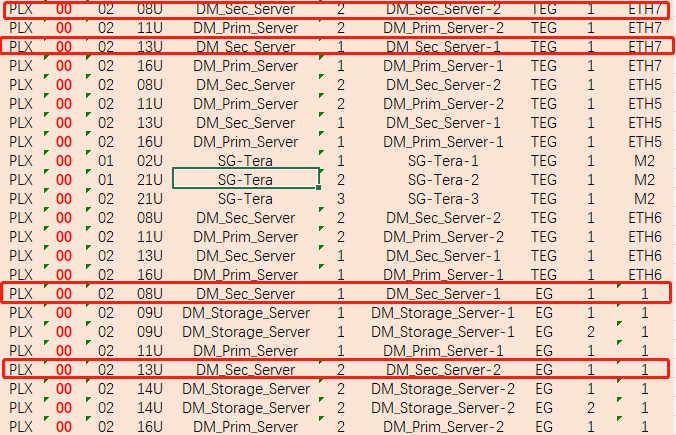 PLX 00 02 08U DM_Sec_Server 2 DM_Sec_Server-2 TEG 1 ETH7
PLX 00 02 11U DM_Prim_Server 2 DM_Prim_Server-2 TEG 1 ETH7
PLX 00 02 13U DM_Sec_Server 1 DM_Sec_Server-1 TEG 1 ETH7
PLX 00 02 16U DM_Prim_Server 1 DM_Prim_Server-1 TEG 1 ETH7
PLX 00 02 08U DM_Sec_Server 2 DM_Sec_Server-2 TEG 1 ETH5
PLX 00 02 11U DM_Prim_Server 2 DM_Prim_Server-2 TEG 1 ETH5
PLX 00 02 13U DM_Sec_Server 1 DM_Sec_Server-1 TEG 1 ETH5
PLX 00 02 16U DM_Prim_Server 1 DM_Prim_Server-1 TEG 1 ETH5
PLX 00 01 02U SG-Tera 1 SG-Tera-1 TEG 1 M2
PLX 00 01 21U SG-Tera 2 SG-Tera-2 TEG 1 M2
PLX 00 02 21U SG-Tera 3 SG-Tera-3 TEG 1 M2
PLX 00 02 08U DM_Sec_Server 2 DM_Sec_Server-2 TEG 1 ETH6
PLX 00 02 11U DM_Prim_Server 2 DM_Prim_Server-2 TEG 1 ETH6
PLX 00 02 13U DM_Sec_Server 1 DM_Sec_Server-1 TEG 1 ETH6
PLX 00 02 16U DM_Prim_Server 1 DM_Prim_Server-1 TEG 1 ETH6
PLX 00 02 08U DM_Sec_Server 1 DM_Sec_Server-1 EG 1 1
PLX 00 02 09U DM_Storage_Server 1 DM_Storage_Server-1 EG 1 1
PLX 00 02 09U DM_Storage_Server 1 DM_Storage_Server-1 EG 2 1
PLX 00 02 11U DM_Prim_Server 1 DM_Prim_Server-1 EG 1 1
PLX 00 02 13U DM_Sec_Server 2 DM_Sec_Server-2 EG 1 1
PLX 00 02 14U DM_Storage_Server 2 DM_Storage_Server-2 EG 1 1
PLX 00 02 14U DM_Storage_Server 2 DM_Storage_Server-2 EG 2 1
PLX 00 02 16U DM_Prim_Server 2 DM_Prim_Server-2 EG 1 1